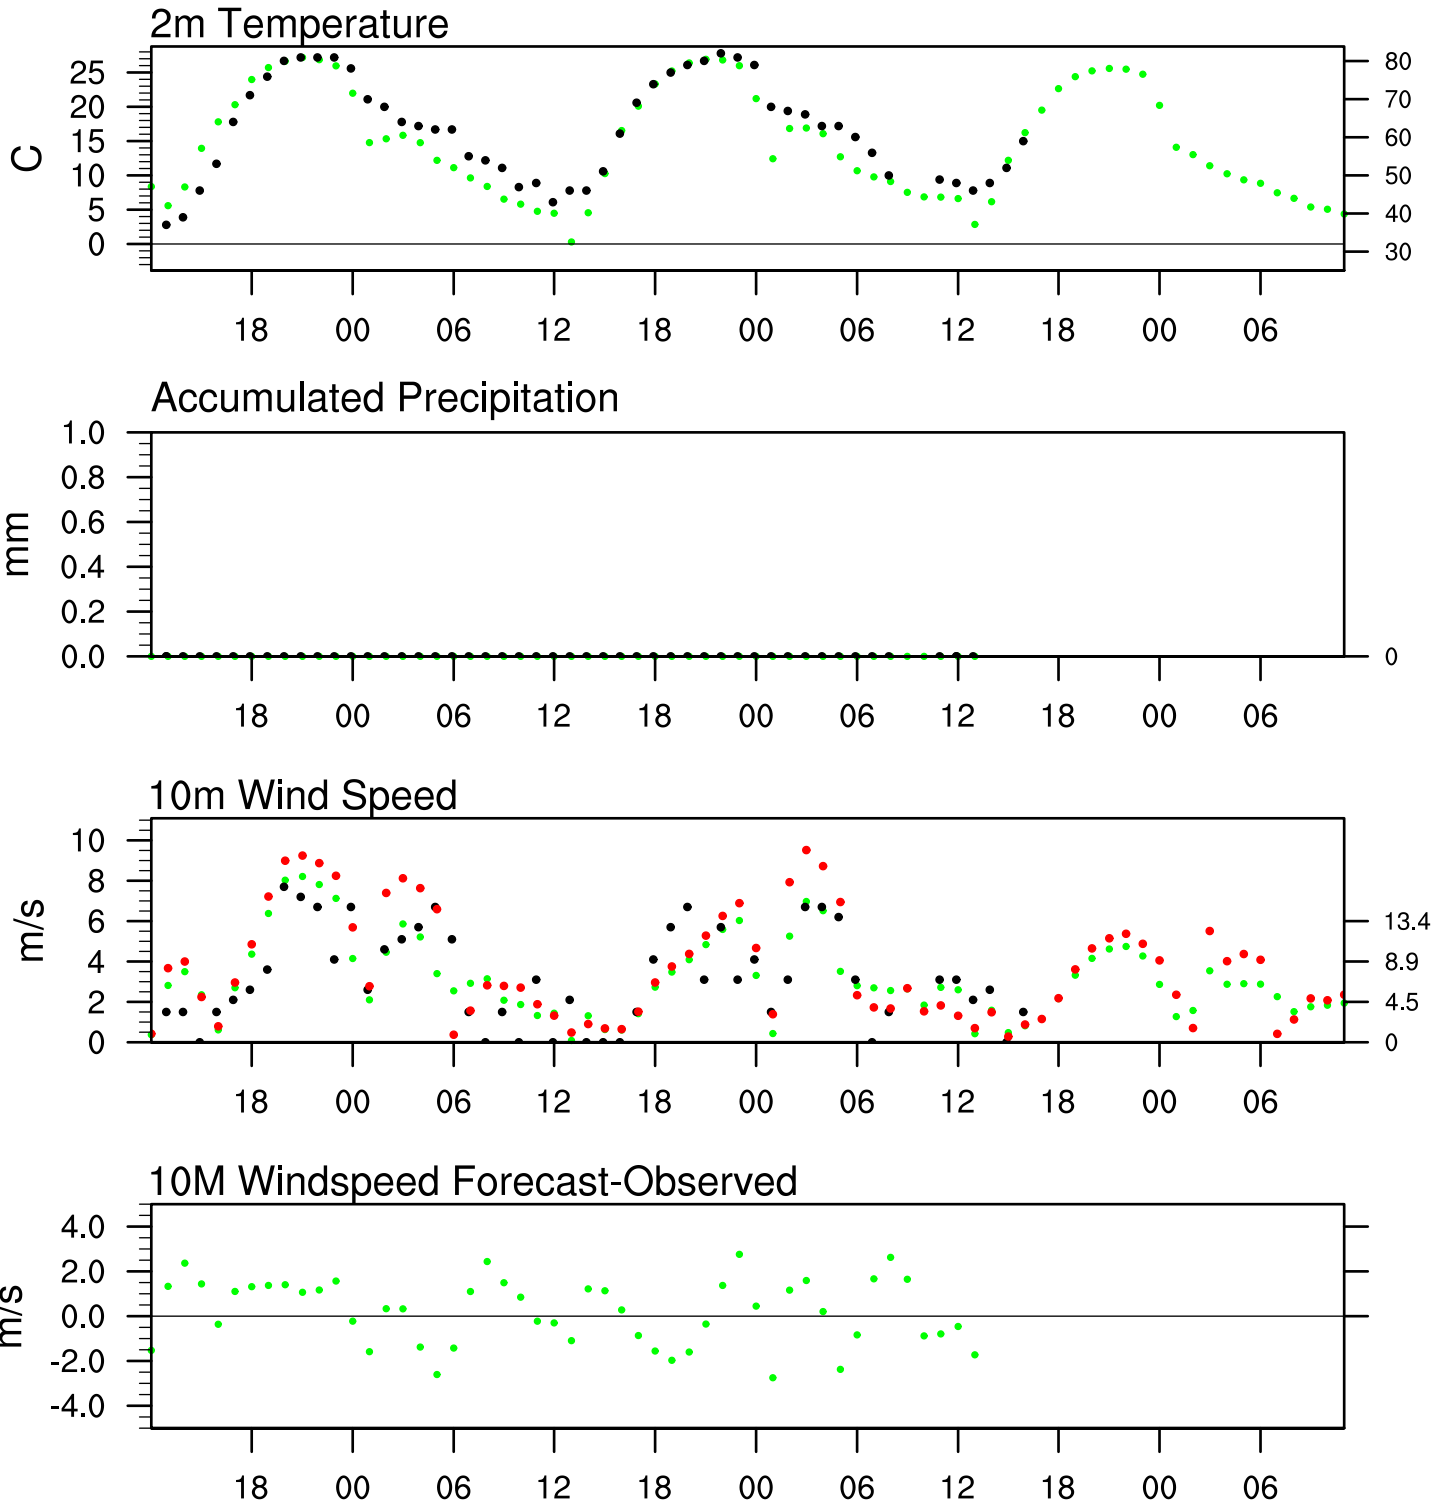 2m Temperature
25
20
15
10
5
0
C
80
70
60
50
40
30
18 00 06 12 18 00 06 12 18 00 06
Accumulated Precipitation
1.0
0.8
0.6
0.4
0.2
0.0
mm
0
18 00 06 12 18 00 06 12 18 00 06
10m Wind Speed
10
8
6
4
2
0
m/s
13.4
8.9
4.5
0
18 00 06 12 18 00 06 12 18 00 06
10M Windspeed Forecast-Observed
4.0
2.0
0.0
-2.0
-4.0
m/s
18 00 06 12 18 00 06 12 18 00 06